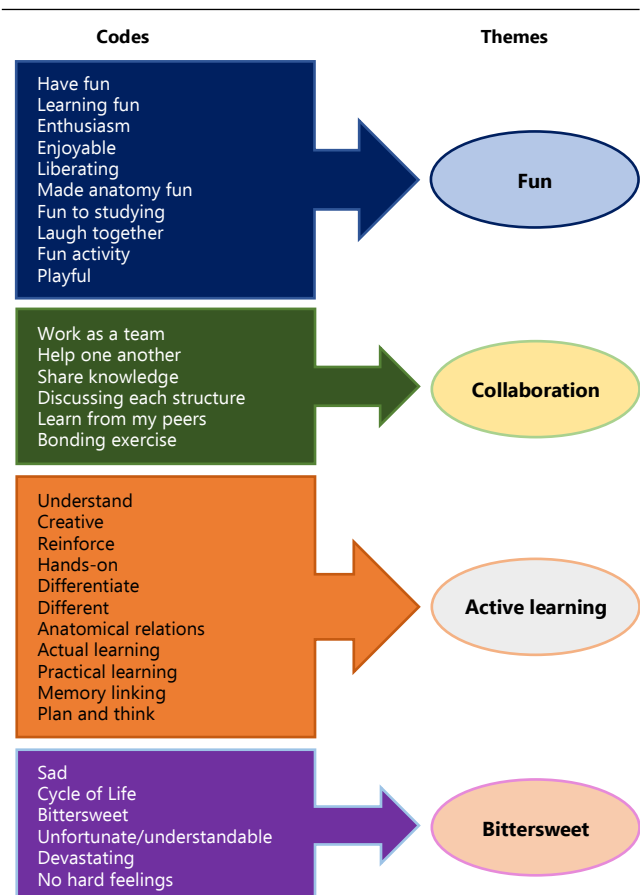 Codes
Themes
Have fun
Learning fun
Enthusiasm
Enjoyable
Liberating
Made anatomy fun
Fun to studying
Laugh together
Fun activity
Playful
Fun
Work as a team
Help one another
Share knowledge
Discussing each structure
Learn from my peers
Bonding exercise
Collaboration
Understand
Creative
Reinforce
Hands-on
Differentiate
Different
Anatomical relations
Actual learning
Practical learning
Memory linking
Plan and think
Active learning
Sad
Cycle of Life
Bittersweet
Unfortunate/understandable
Devastating
No hard feelings
Bittersweet